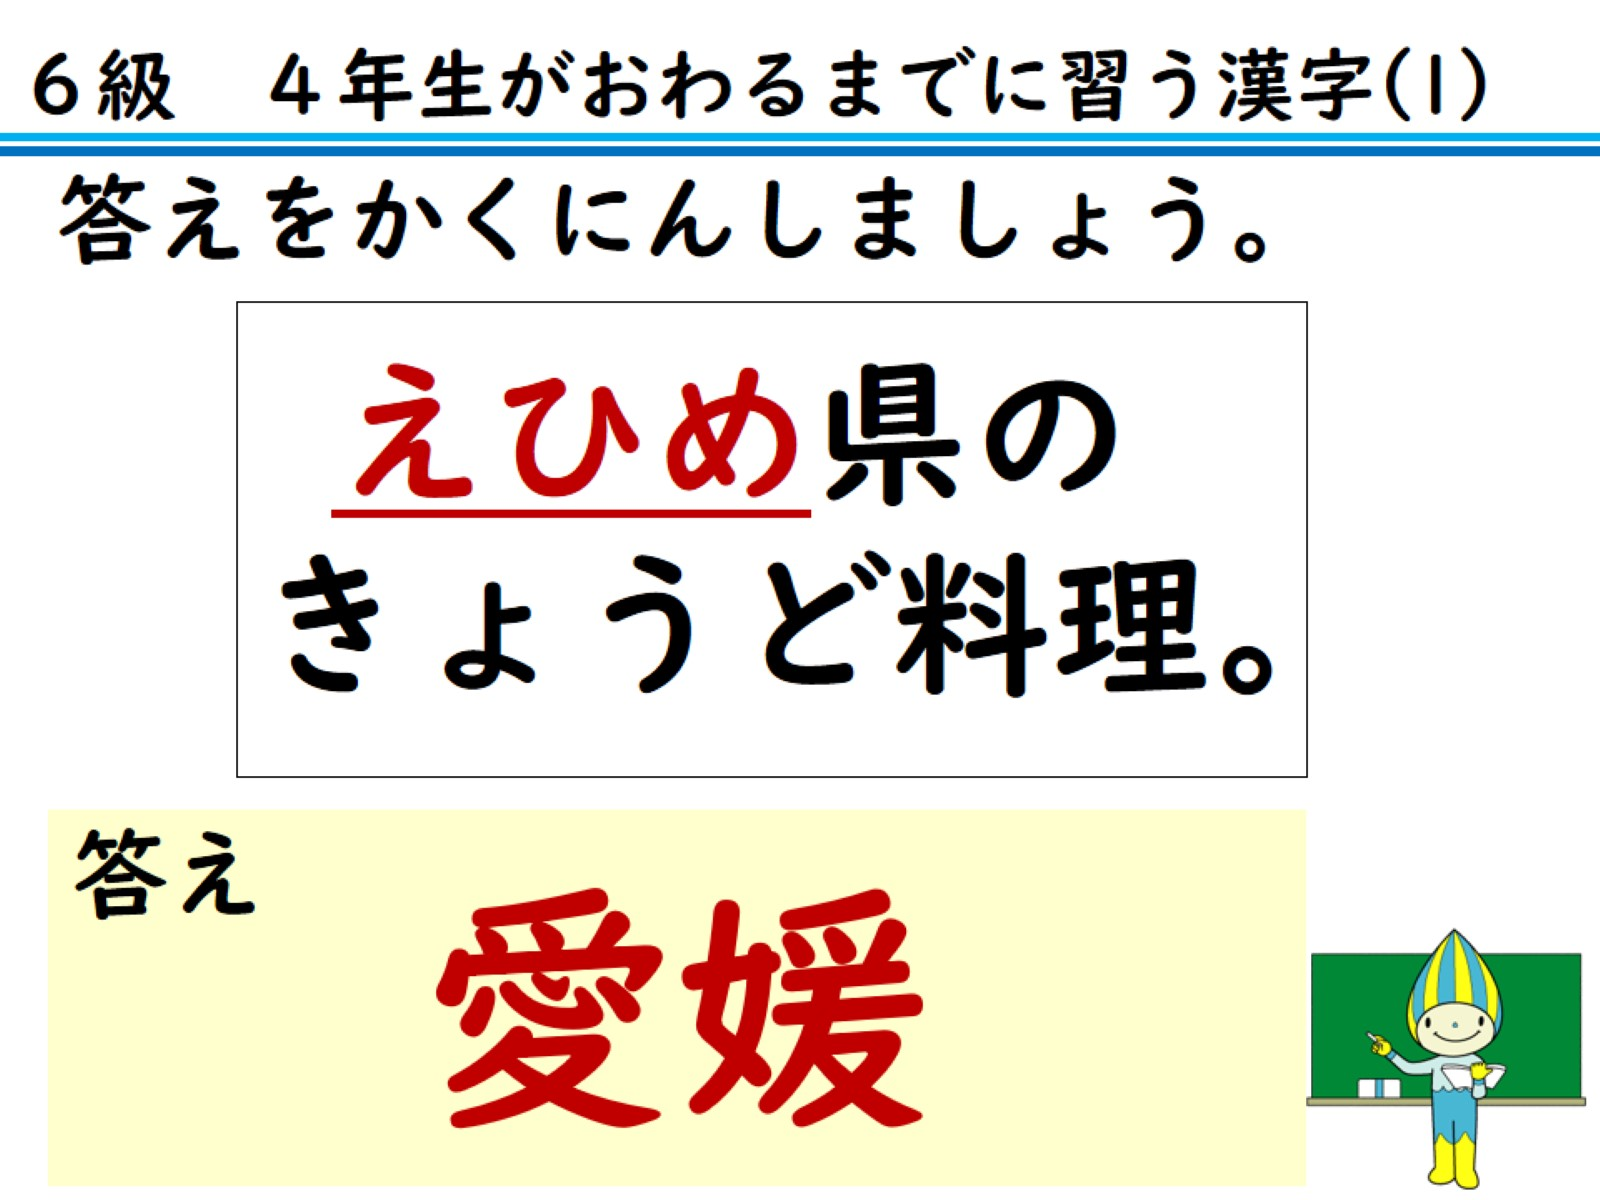 ６級　４年生がおわるまでに習う漢字(1)
答えをかくにんしましょう。
えひめ県の
きょうど料理。
答え
愛媛